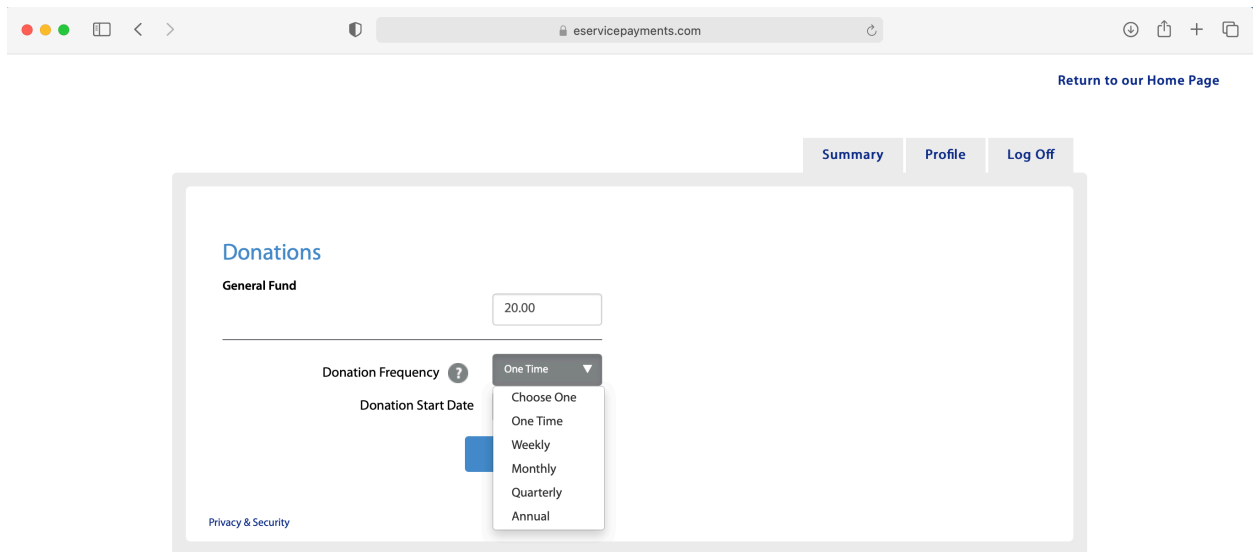 eservicepayments.com
Return to our Home Page
Summary Profile Log Off
Donations
General Fund
20.00
Donation Frequency ? One Time
Donation Start Date
Choose One
One Time
Weekly
Monthly
Quarterly
Annual
Privacy & Security